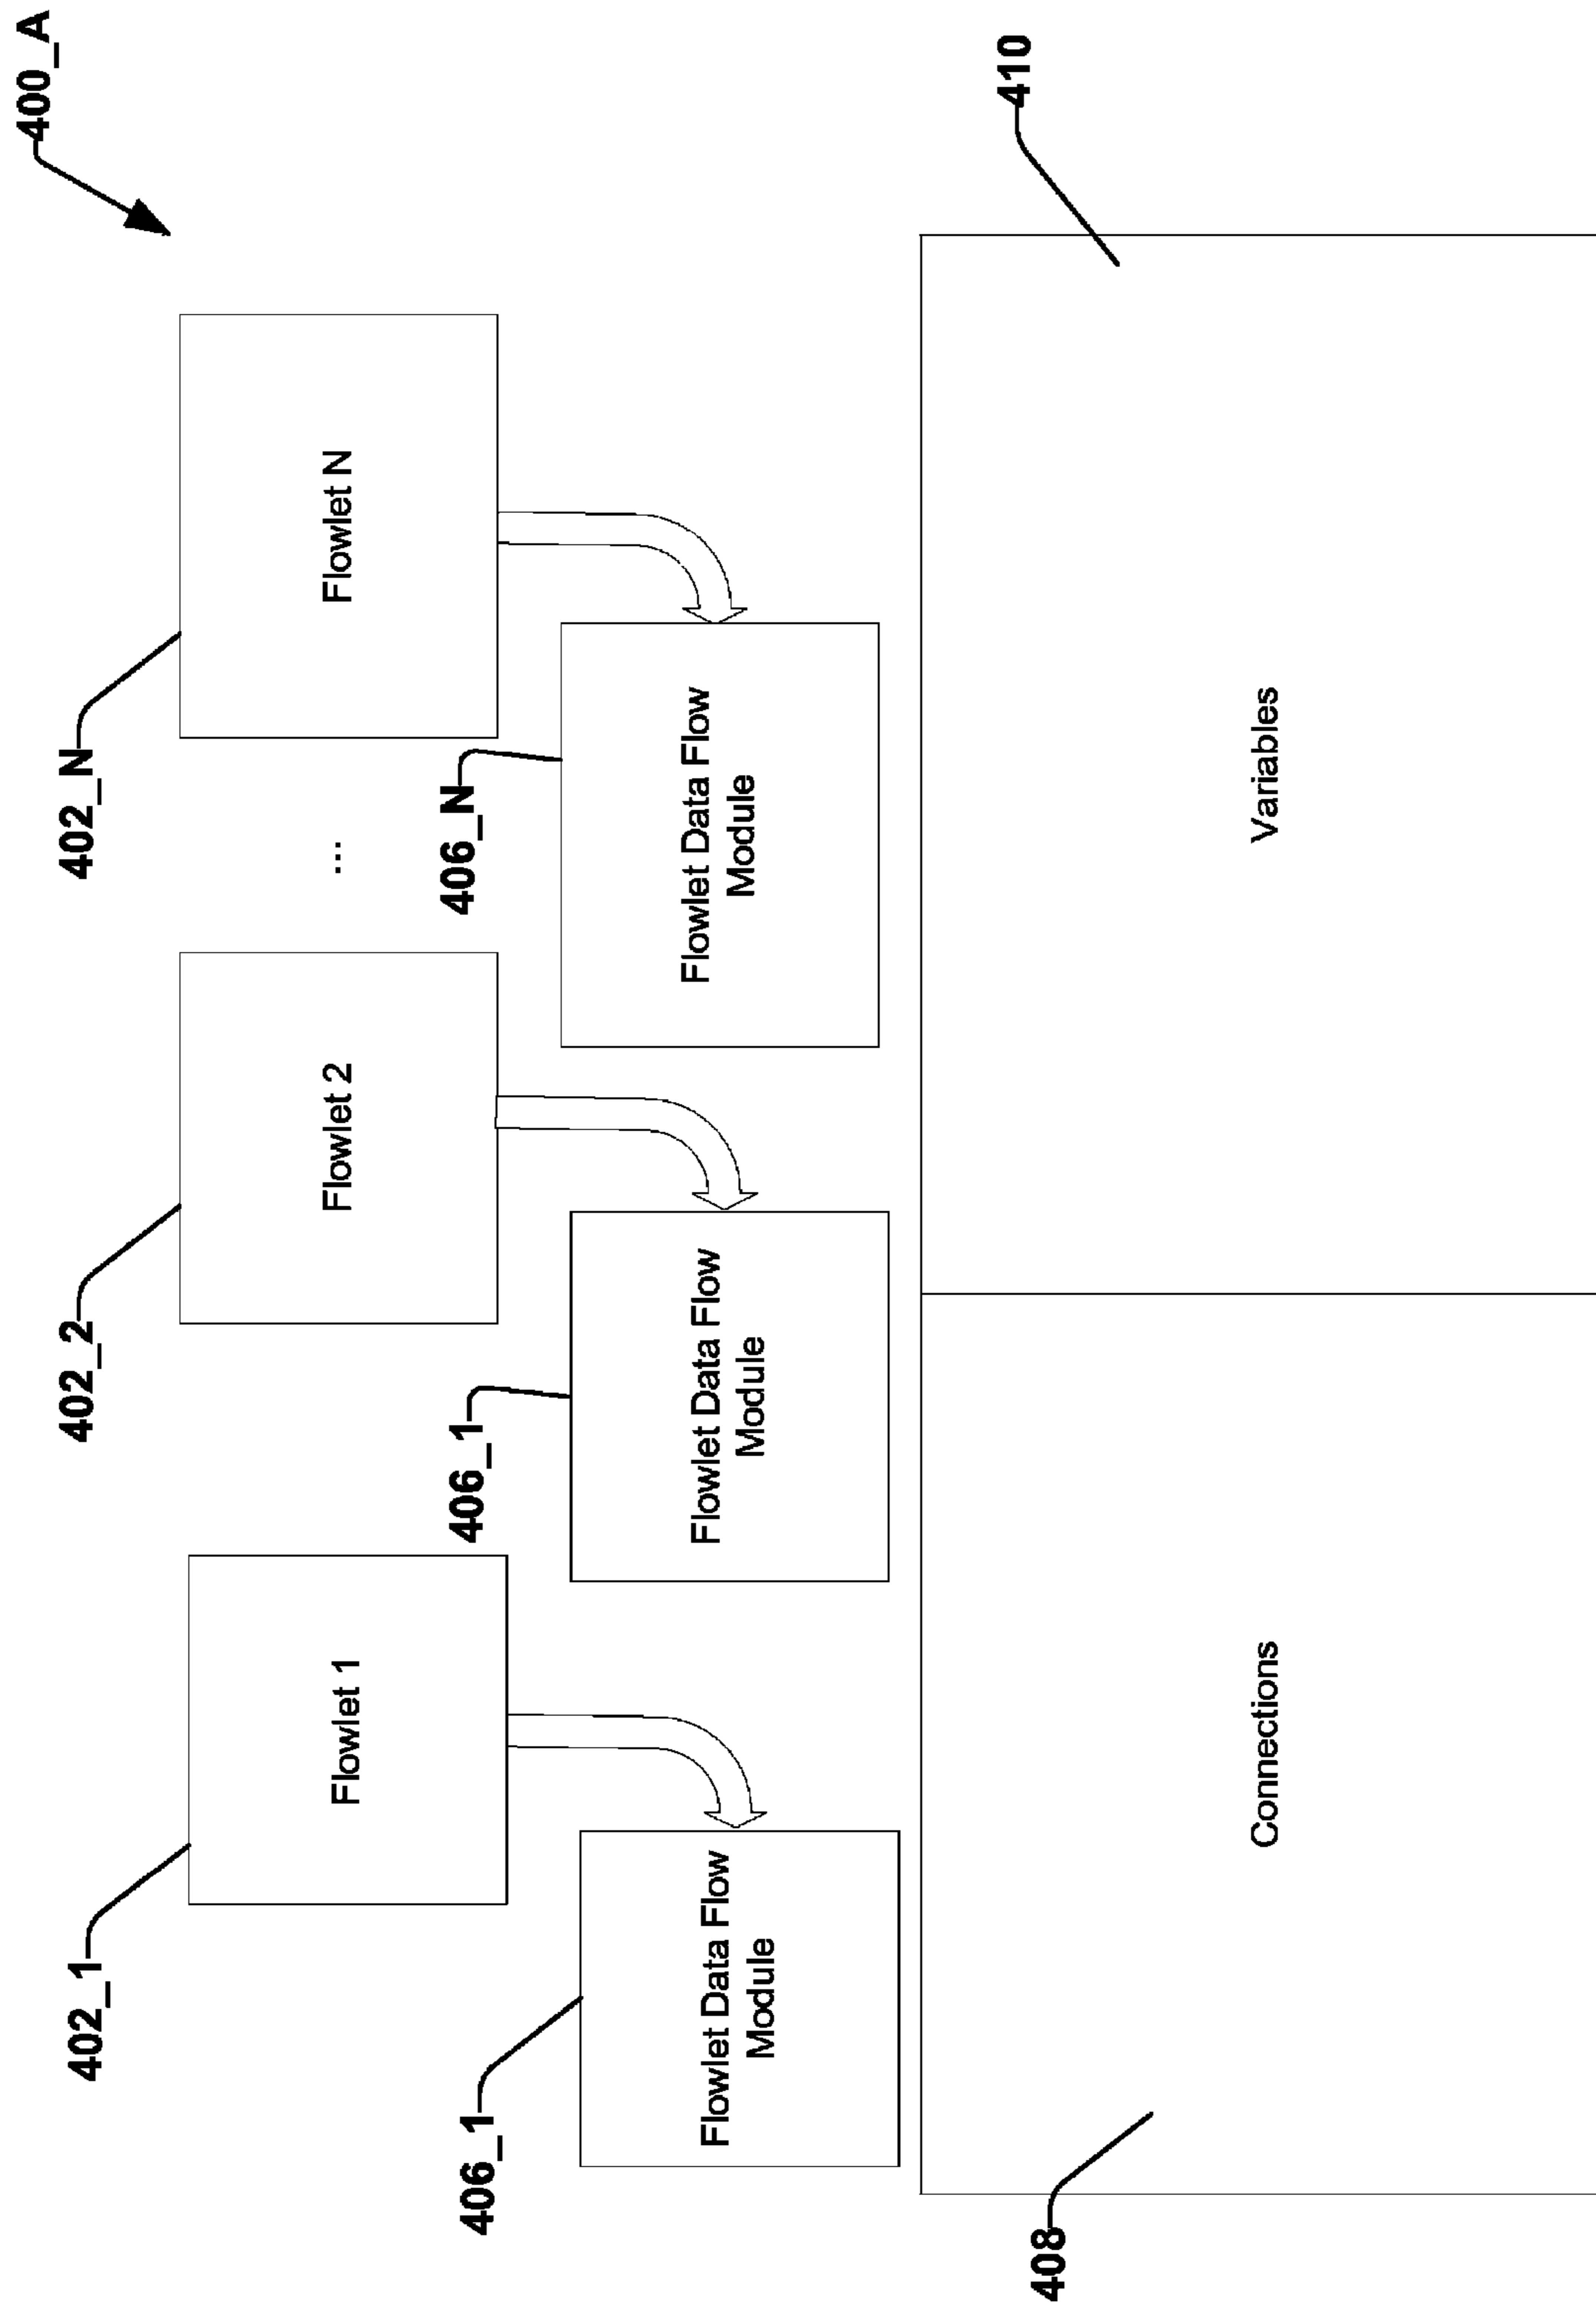 400_A
402_1
402_2
402_N
Flowlet 1
Flowlet 2
...
Flowlet N
406_1
406_1
406_N
Flowlet Data Flow
Module
Flowlet Data Flow
Module
Flowlet Data Flow
Module
408
410
Connections
Variables